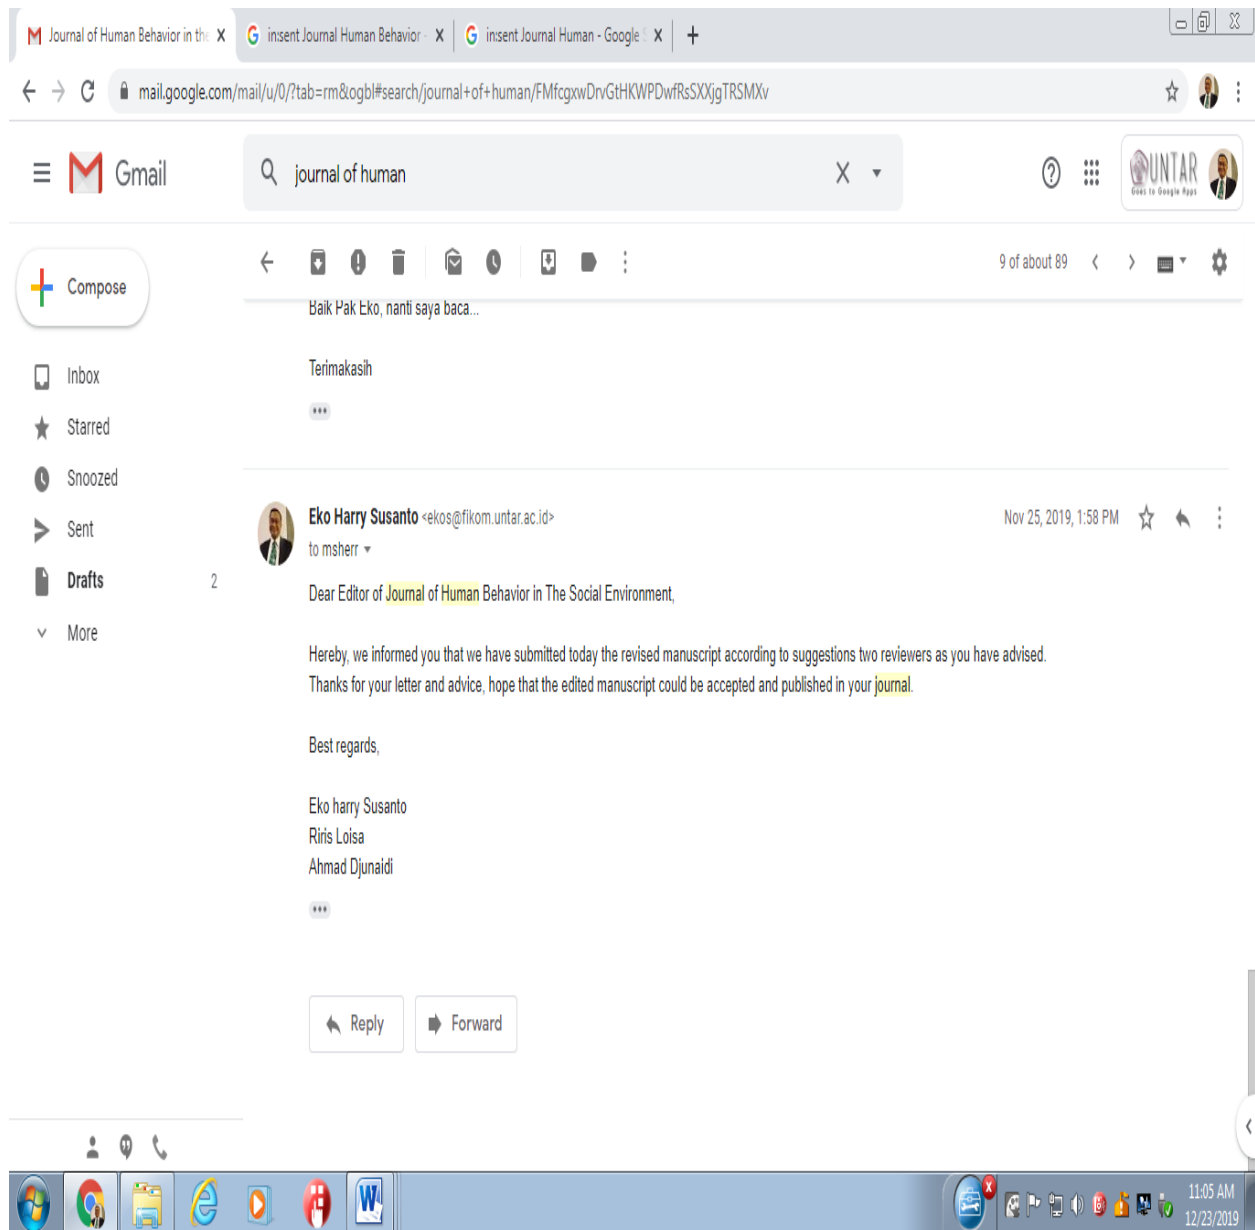 Journal of Human Behavior in the
in:sent Journal Human Behavior -
in:sent Journal Human - Google
mail.google.com/mail/u/0/?tab=rm&ogbl#search/journal+of+human/FMfcgxwDrvGtHKWPDwfRsSXXjgTRSMXv
Gmail
journal of human
UNTAR
Goes to Google Apps
Compose
9 of about 89
Baik Pak Eko, nanti saya baca...
Inbox
Terimakasih
Starred
Snoozed
Sent
Drafts 2
More
Eko Harry Susanto <ekos@fikom.untar.ac.id>
Nov 25, 2019, 1:58 PM
to msherr
Dear Editor of Journal of Human Behavior in The Social Environment,
Hereby, we informed you that we have submitted today the revised manuscript according to suggestions two reviewers as you have advised.
Thanks for your letter and advice, hope that the edited manuscript could be accepted and published in your journal.
Best regards,
Eko harry Susanto
Riris Loisa
Ahmad Djunaidi
Reply
Forward
11:05 AM
12/23/2019